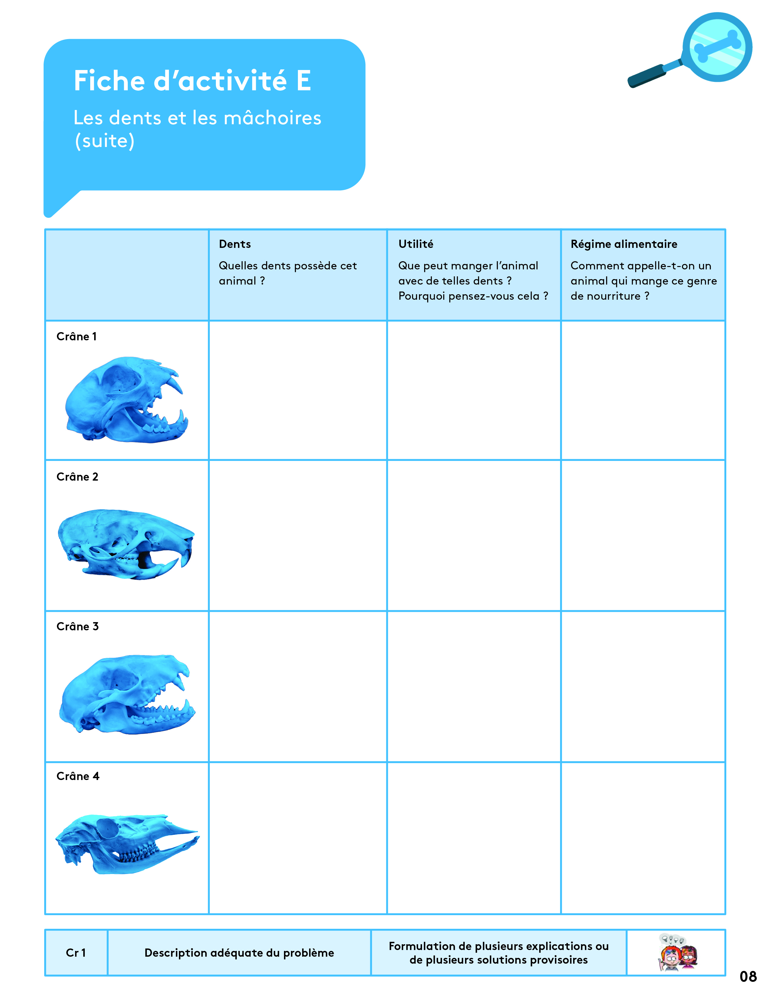 Fiche d’activité E
Les dents et les mâchoires
(suite)
Dents
Quelles dents possède cet
animal ?
Utilité
Que peut manger l’animal
avec de telles dents ?
Pourquoi pensez-vous cela ?
Régime alimentaire
Comment appelle-t-on un
animal qui mange ce genre
de nourriture ?
Crâne 1
Crâne 2
Crâne 3
Crâne 4
Cr 1
Description adéquate du problème
Formulation de plusieurs explications ou
de plusieurs solutions provisoires
08